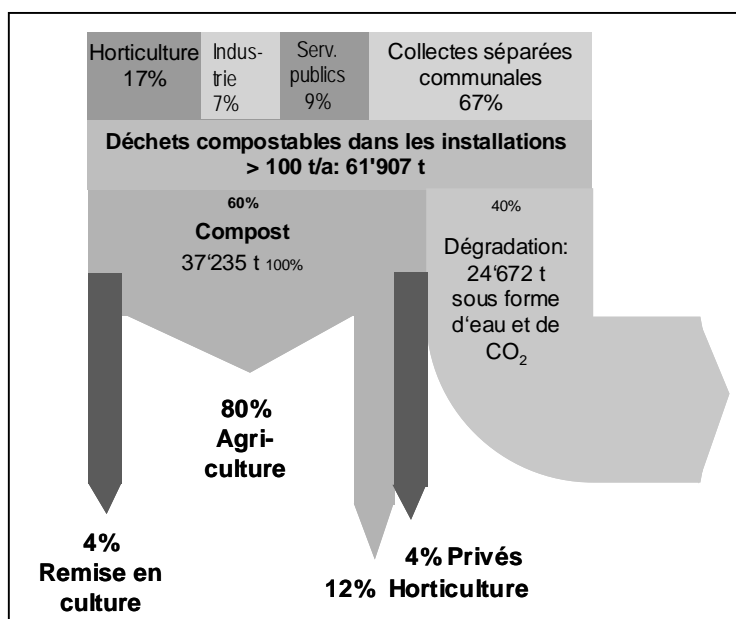 Horticulture
17%
Indus-
trie
7%
Serv.
publics
9%
Collectes séparées
communales
67%
Déchets compostables dans les installations
> 100 t/a: 61'907 t
60%
Compost
37‘235 t 100%
40%
Dégradation:
24‘672 t
sous forme
d‘eau et de
CO₂
80%
Agri-
culture
4%
Remise en
culture
4% Privés
12% Horticulture